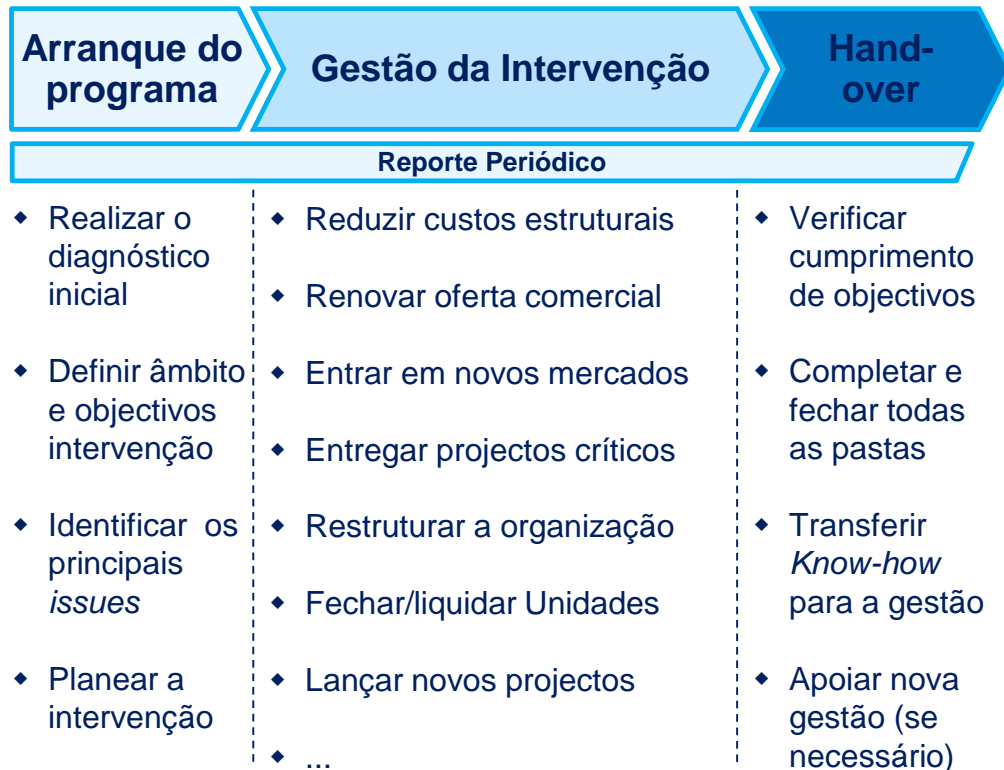 Arranque do
programa
Gestão da Intervenção
Hand-
over
Reporte Periódico
◆ Realizar o
diagnóstico
inicial
◆ Definir âmbito
e objectivos
intervenção
◆ Identificar os
principais
issues
◆ Planear a
intervenção
◆ Reduzir custos estruturais
◆ Renovar oferta comercial
◆ Entrar em novos mercados
◆ Entregar projectos críticos
◆ Restruturar a organização
◆ Fechar/liquidar Unidades
◆ Lançar novos projectos
◆ ...
◆ Verificar
cumprimento
de objectivos
◆ Completar e
fechar todas
as pastas
◆ Transferir
Know-how
para a gestão
◆ Apoiar nova
gestão (se
necessário)